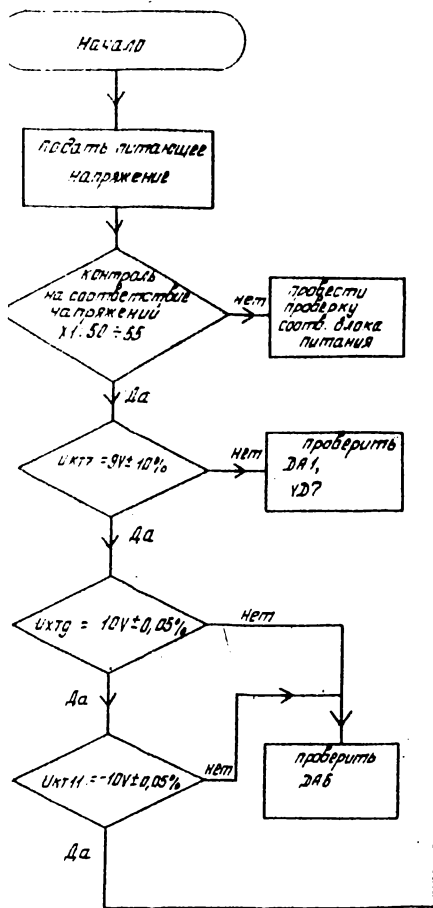 Начало
подать питающее
напряжение
контроль
на соответствие
напряжений
X1:50÷55
нет
провести
проверку
соотв. блока
питания
Да
Uкт7 = 9V±10%
нет
проверить
DA1,
VD7
Да
Uкт9 = 10V±0,05%
нет
Да
Uкт11 = -10V±0,05%
нет
проверить
DA6
Да